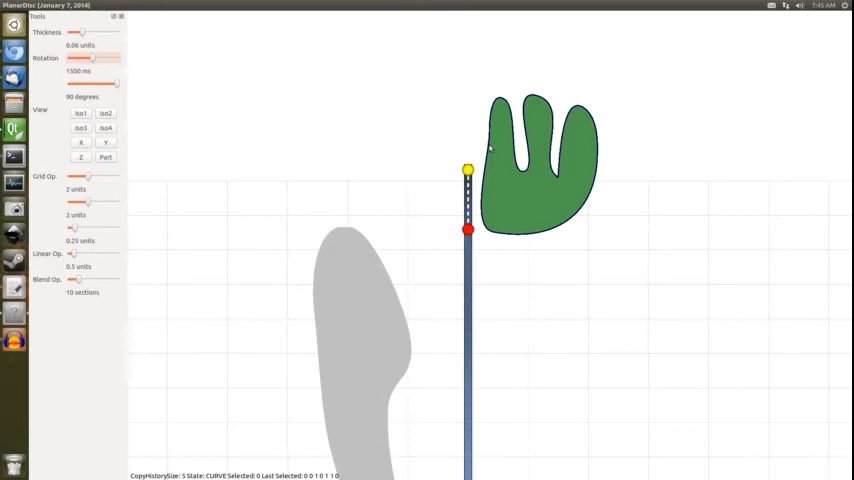 PlanarDisc (January 7, 2014)
7:45 AM
Tools
Thickness
0.06 units
Rotation
1500 ms
90 degrees
View
Iso1 Iso2
Iso3 Iso4
X Y
Z Part
Grid Op.
2 units
2 units
0.25 units
Linear Op.
0.5 units
Blend Op.
10 sections
CopyHistorySize: 5 State: CURVE Selected: 0 Last Selected: 0 0 1 0 1 1 0
Qt